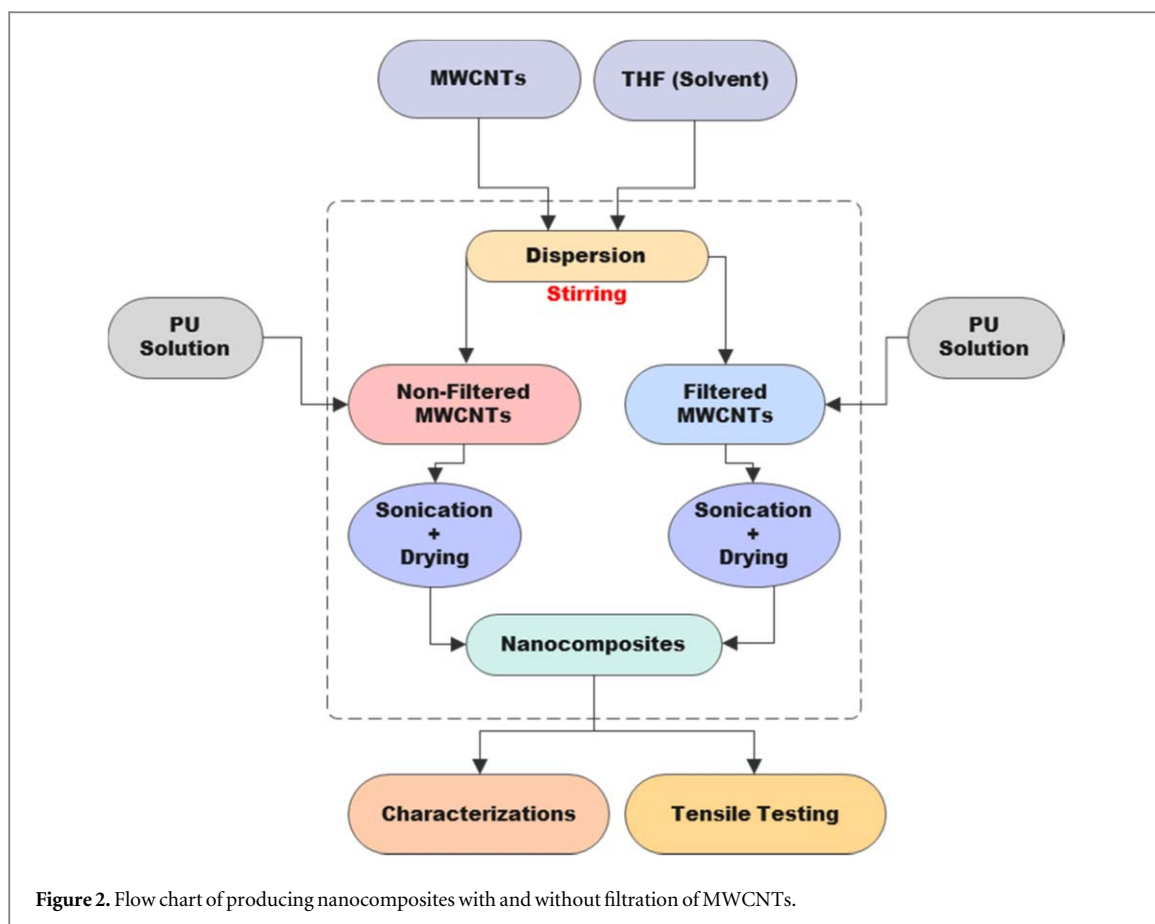 MWCNTs
THF (Solvent)
Dispersion
Stirring
PU
Solution
PU
Solution
Non-Filtered
MWCNTs
Filtered
MWCNTs
Sonication
+
Drying
Sonication
+
Drying
Nanocomposites
Characterizations
Tensile Testing
Figure 2. Flow chart of producing nanocomposites with and without filtration of MWCNTs.